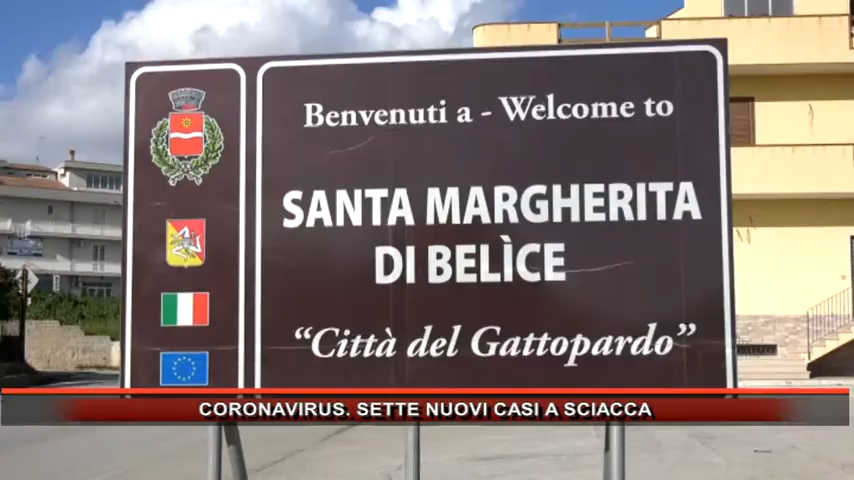 Benvenuti a - Welcome to
SANTA MARGHERITA
DI BELÌCE
“Città del Gattopardo”
CORONAVIRUS. SETTE NUOVI CASI A SCIACCA